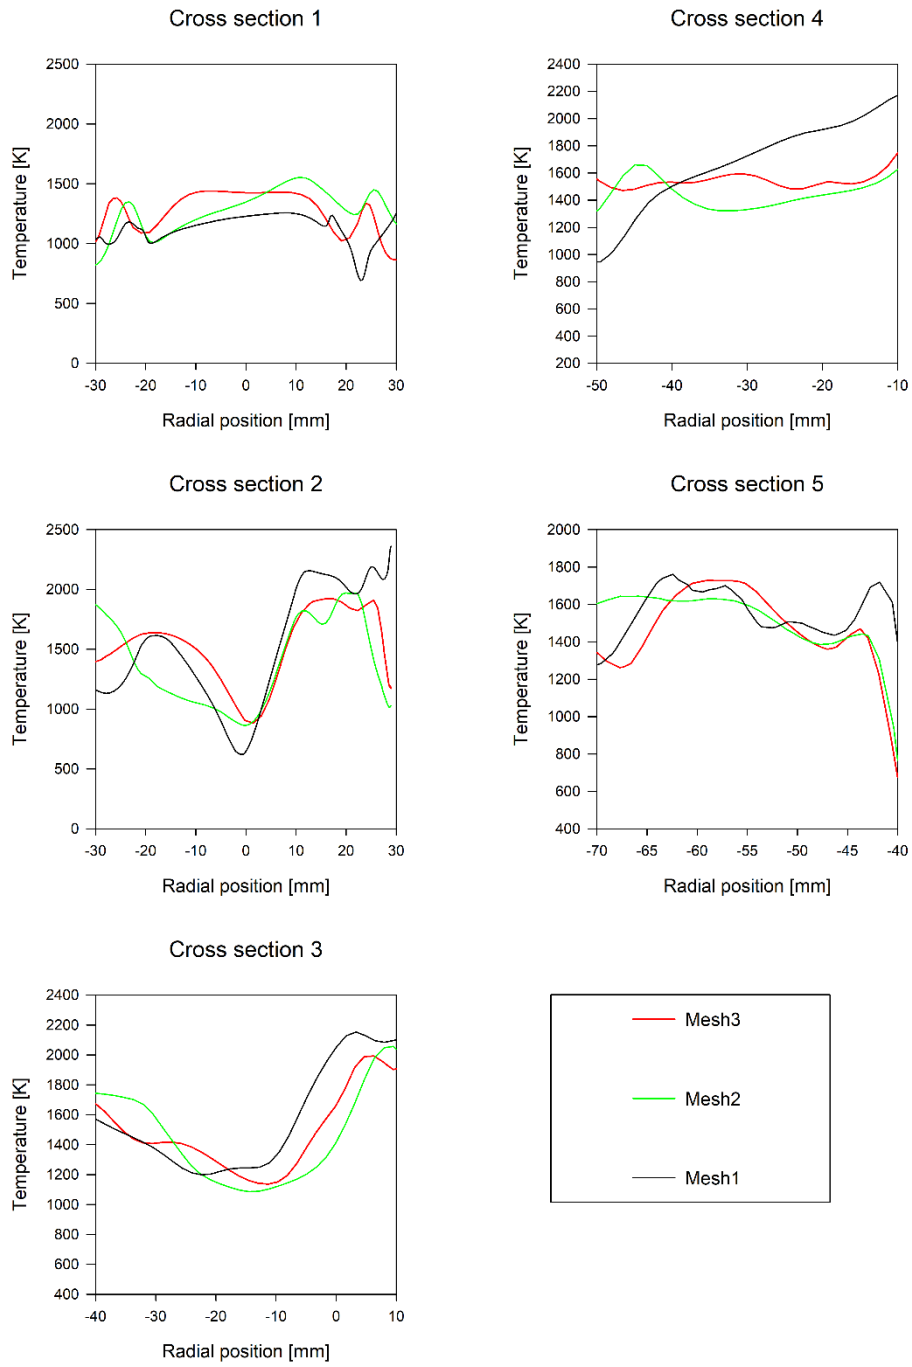 Cross section 1
2500
2000
1500
1000
500
0
Temperature [K]
-30 -20 -10 0 10 20 30
Radial position [mm]
Cross section 4
2400
2200
2000
1800
1600
1400
1200
1000
800
600
400
200
Temperature [K]
-50 -40 -30 -20 -10
Radial position [mm]
Cross section 2
2500
2000
1500
1000
500
0
Temperature [K]
-30 -20 -10 0 10 20 30
Radial position [mm]
Cross section 5
2000
1800
1600
1400
1200
1000
800
600
400
Temperature [K]
-70 -65 -60 -55 -50 -45 -40
Radial position [mm]
Cross section 3
2400
2200
2000
1800
1600
1400
1200
1000
800
600
400
Temperature [K]
-40 -30 -20 -10 0 10
Radial position [mm]
Mesh3
Mesh2
Mesh1